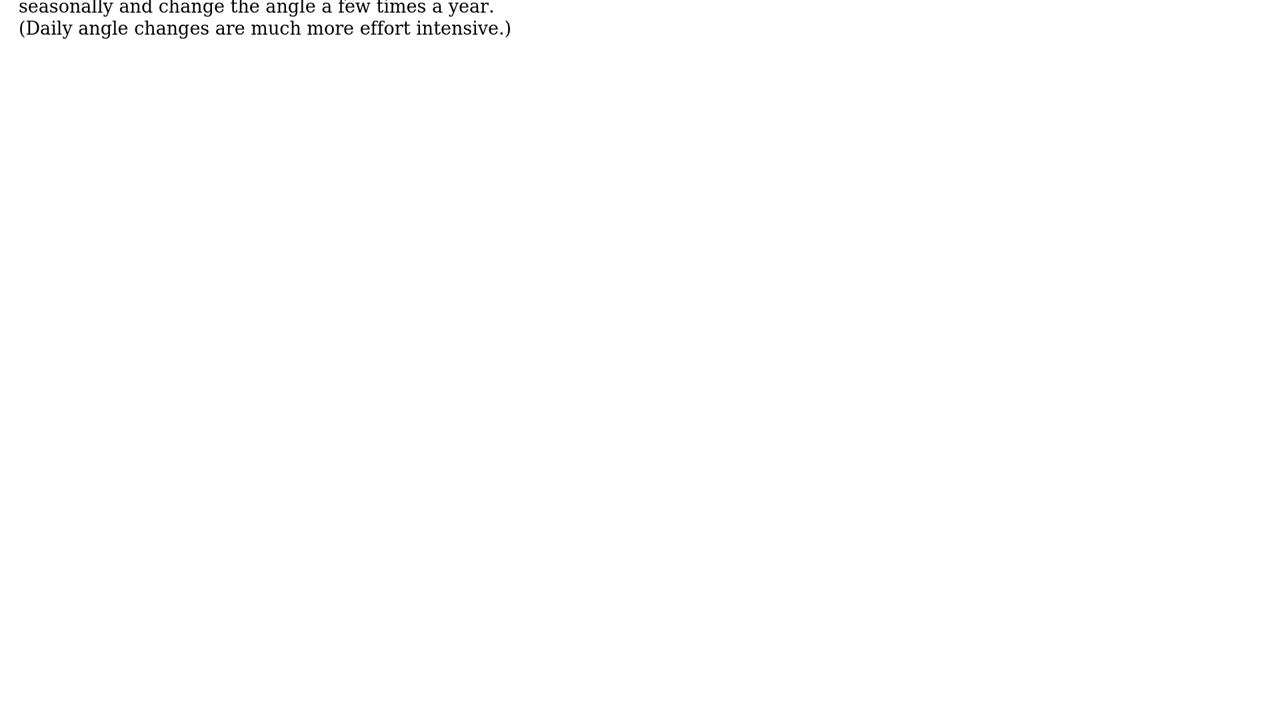 seasonally and change the angle a few times a year.
(Daily angle changes are much more effort intensive.)